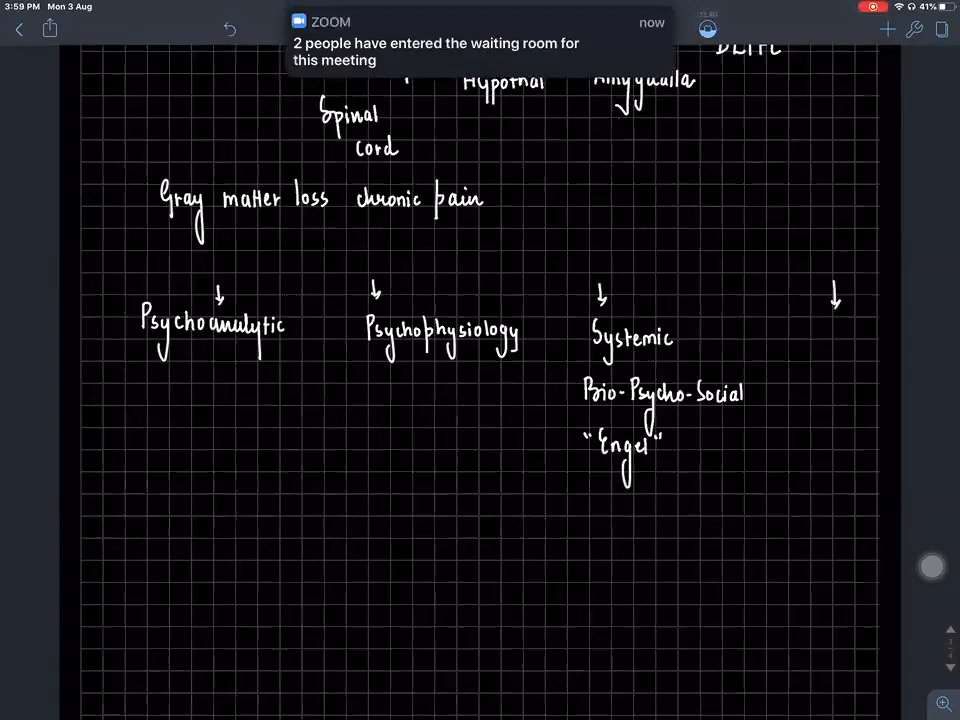 3:59 PM Mon 3 Aug
41%
ZOOM
now
2 people have entered the waiting room for
this meeting
Hypothal Amygdalla
Spinal
cord
Gray matter loss chronic pain
Psychoanalytic Psychophysiology Systemic
Bio-Psycho-Social
"Engel"